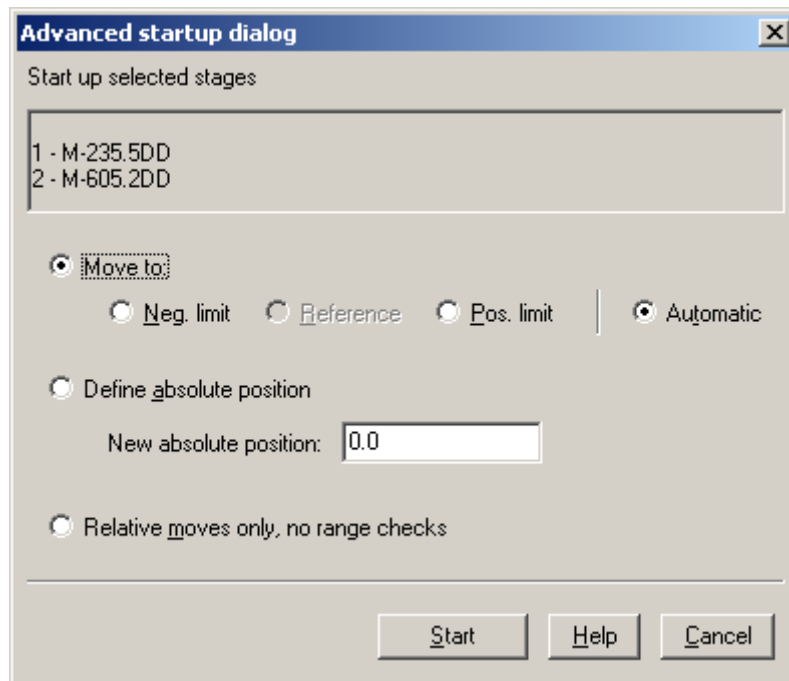 Advanced startup dialog
Start up selected stages
1 - M-235.5DD
2 - M-605.2DD
Move to:
Neg. limit Reference Pos. limit Automatic
Define absolute position
New absolute position: 0.0
Relative moves only, no range checks
Start Help Cancel